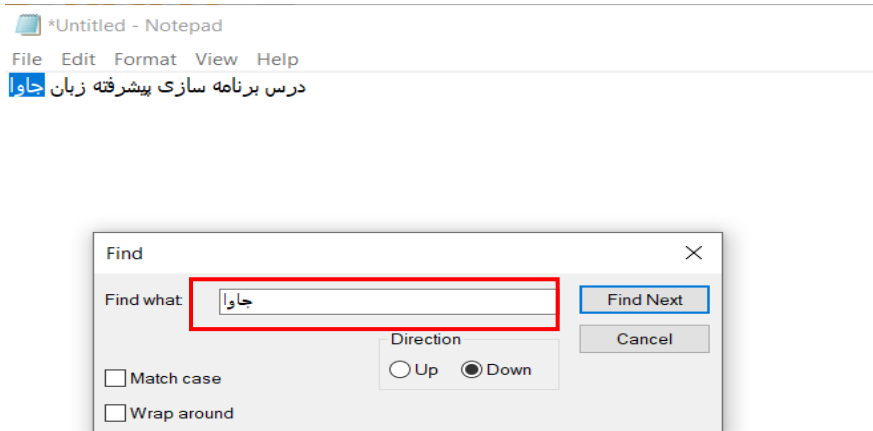 *Untitled - Notepad
File Edit Format View Help
درس برنامه سازی پیشرفته زبان جاوا
Find
Find what:
جاوا
Find Next
Direction
Cancel
Up Down
Match case
Wrap around